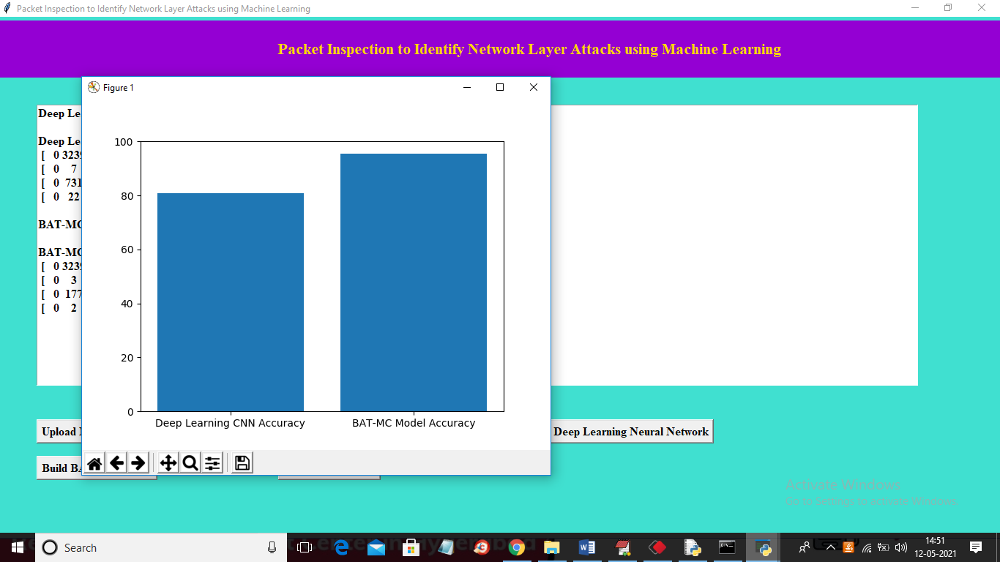 Packet Inspection to Identify Network Layer Attacks using Machine Learning
Packet Inspection to Identify Network Layer Attacks using Machine Learning
Figure 1
Deep Le
Deep Le
[ 0 323
[ 0 7
[ 0 731
[ 0 22
BAT-MC
BAT-MC
[ 0 323
[ 0 3
[ 0 177
[ 0 2
100
80
60
40
20
0
Deep Learning CNN Accuracy
BAT-MC Model Accuracy
Upload
Deep Learning Neural Network
Build BA
Activate Windows
Go to Settings to activate Windows.
Search
14:51
12-05-2021